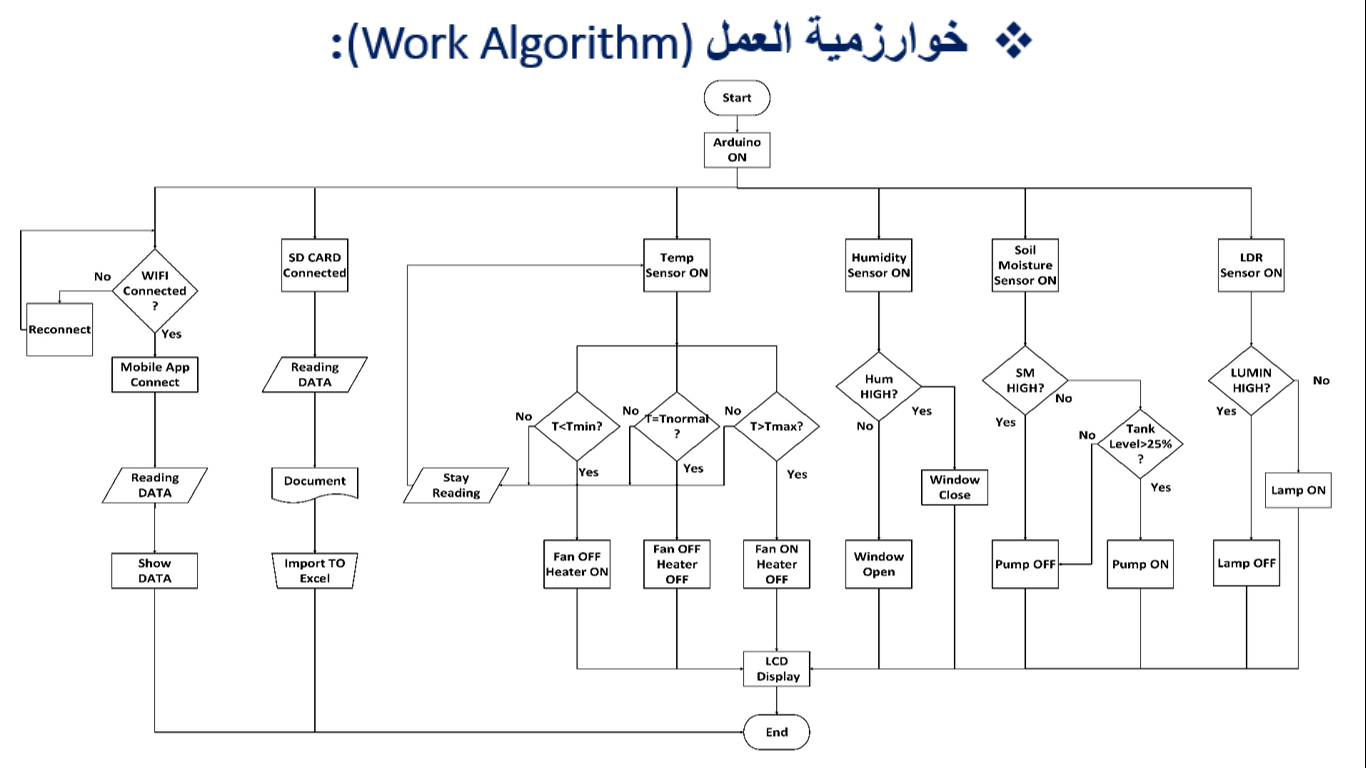 ❖ خوارزمية العمل (Work Algorithm):
Start
Arduino
ON
WIFI
Connected
?
No
Yes
Reconnect
Mobile App
Connect
Reading
DATA
Show
DATA
SD CARD
Connected
Reading
DATA
Document
Import TO
Excel
Temp
Sensor ON
T<Tmin?
No
Yes
T=Tnormal
?
No
Yes
T>Tmax?
No
Yes
Stay
Reading
Fan OFF
Heater ON
Fan OFF
Heater
OFF
Fan ON
Heater
OFF
Humidity
Sensor ON
Hum
HIGH?
Yes
No
Window
Close
Window
Open
Soil
Moisture
Sensor ON
SM
HIGH?
No
Yes
Tank
Level>25%
?
No
Yes
Pump OFF
Pump ON
LDR
Sensor ON
LUMIN
HIGH?
No
Yes
Lamp ON
Lamp OFF
LCD
Display
End